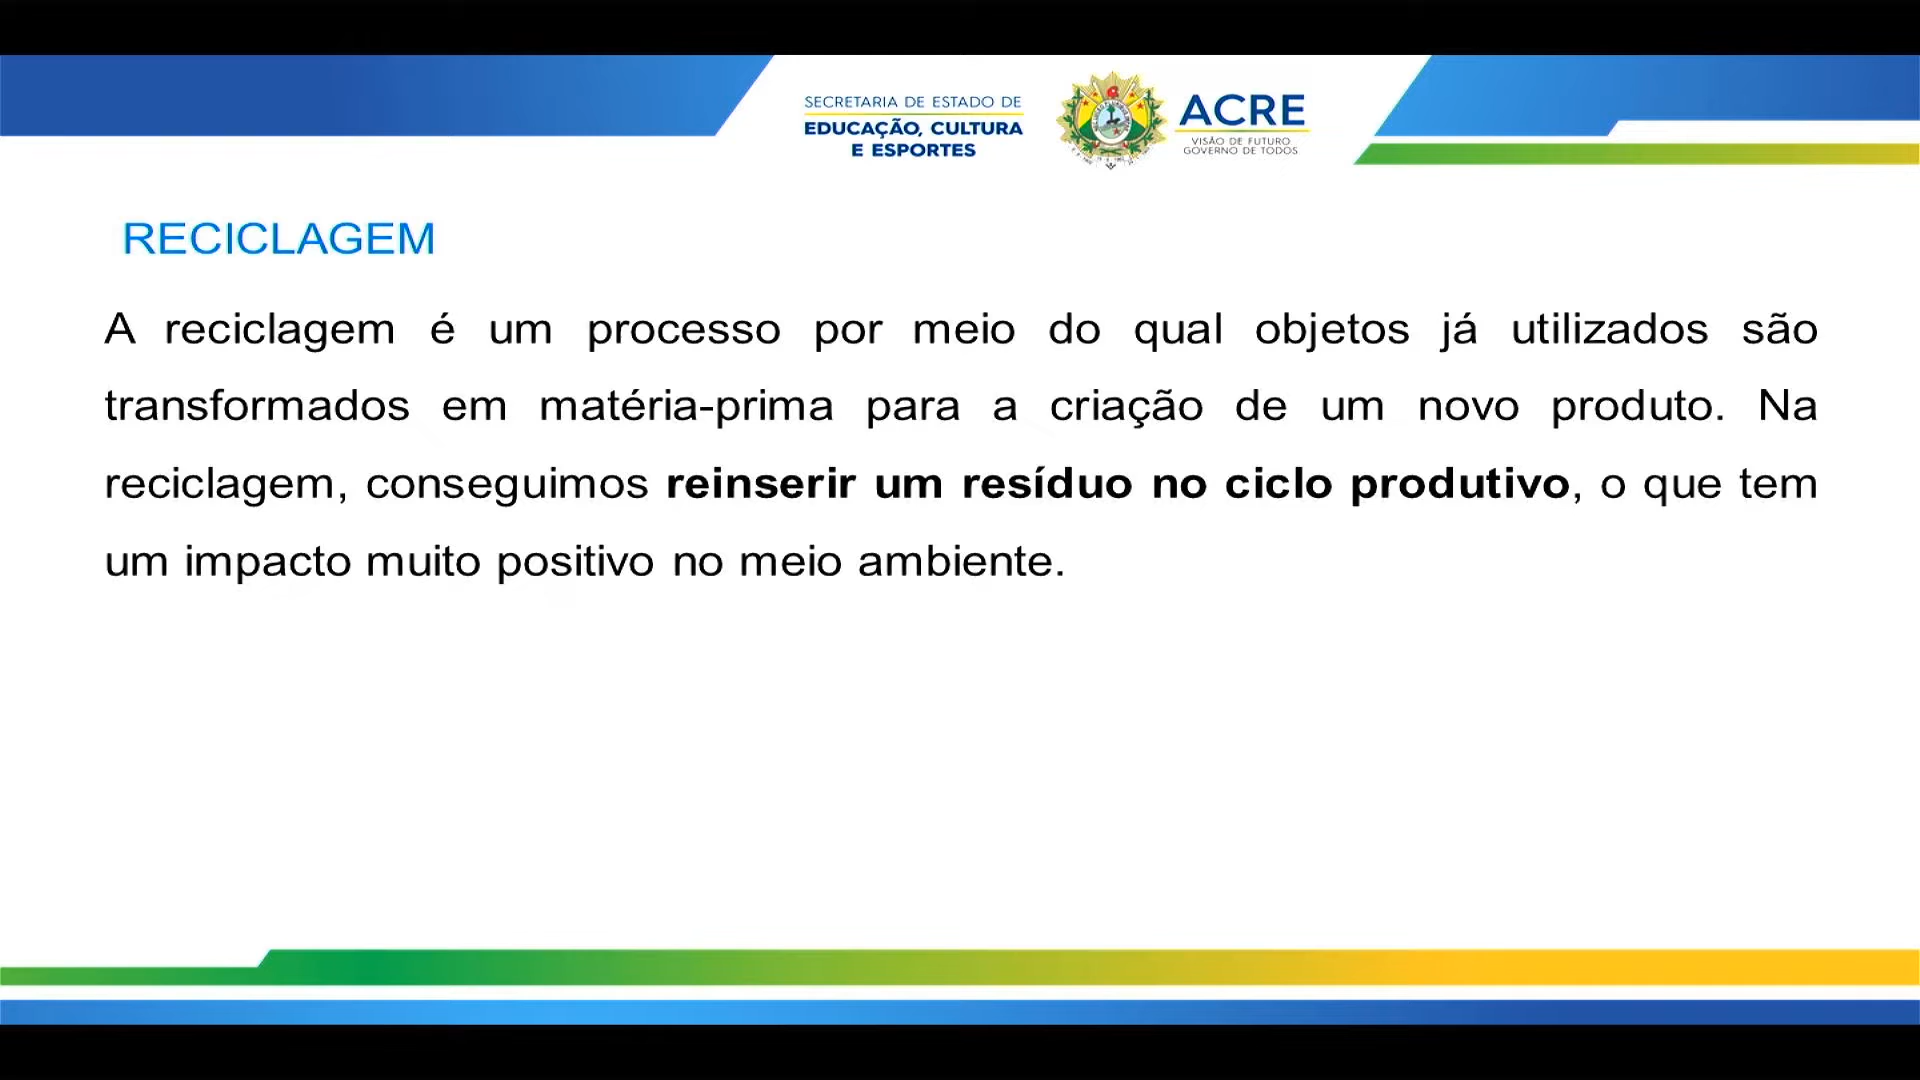 SECRETARIA DE ESTADO DE
EDUCAÇÃO, CULTURA
E ESPORTES
ACRE
VISÃO DE FUTURO
GOVERNO DE TODOS
RECICLAGEM
A reciclagem é um processo por meio do qual objetos já utilizados são
transformados em matéria-prima para a criação de um novo produto. Na
reciclagem, conseguimos reinserir um resíduo no ciclo produtivo, o que tem
um impacto muito positivo no meio ambiente.